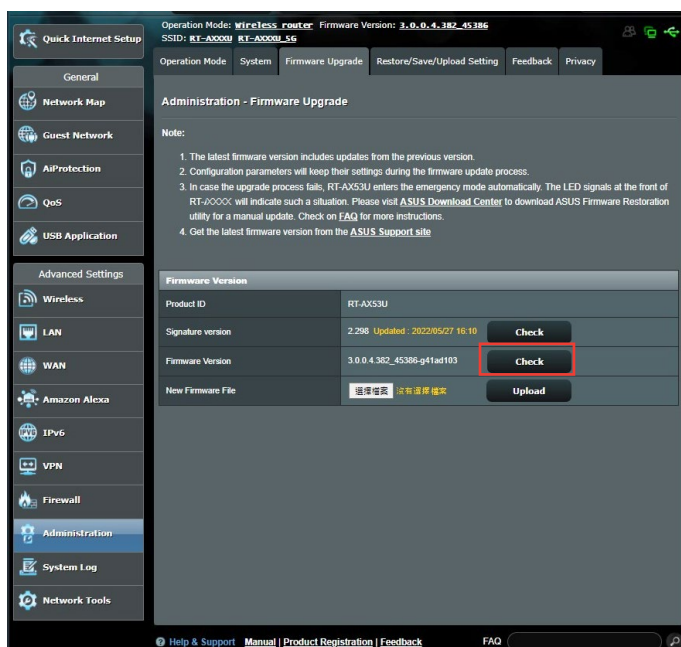 Quick Internet Setup
General
Network Map
Guest Network
AiProtection
QoS
USB Application
Advanced Settings
Wireless
LAN
WAN
Amazon Alexa
IPv6
VPN
Firewall
Administration
System Log
Network Tools
Operation Mode: Wireless router Firmware Version: 3.0.0.4.382_45386
SSID: RT-AXXXU RT-AXXXU_5G
Operation Mode System Firmware Upgrade Restore/Save/Upload Setting Feedback Privacy
Administration - Firmware Upgrade
Note:
1. The latest firmware version includes updates from the previous version.
2. Configuration parameters will keep their settings during the firmware update process.
3. In case the upgrade process fails, RT-AX53U enters the emergency mode automatically. The LED signals at the front of
RT-AXXXX will indicate such a situation. Please visit ASUS Download Center to download ASUS Firmware Restoration
utility for a manual update. Check on FAQ for more instructions.
4. Get the latest firmware version from the ASUS Support site
Firmware Version
Product ID RT-AX53U
Signature version 2.298 Updated : 2022/05/27 16:10 Check
Firmware Version 3.0.0.4.382_45386-g41ad103 Check
New Firmware File 選擇檔案 沒有選擇檔案 Upload
Help & Support Manual | Product Registration | Feedback FAQ